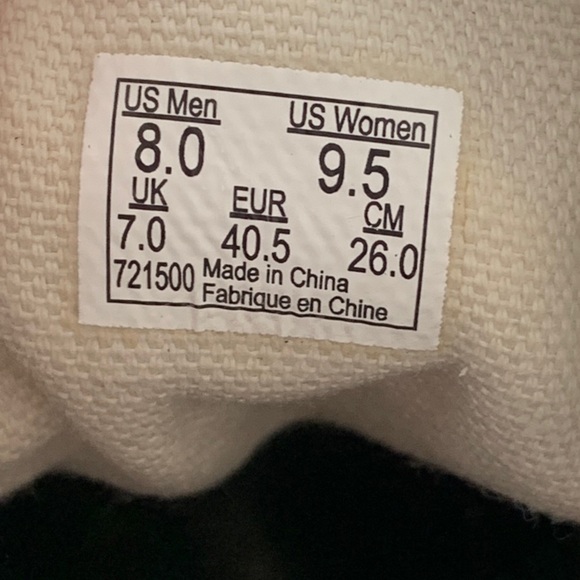 US Men US Women
8.0 9.5
UK EUR CM
7.0 40.5 26.0
721500 Made in China
Fabrique en Chine